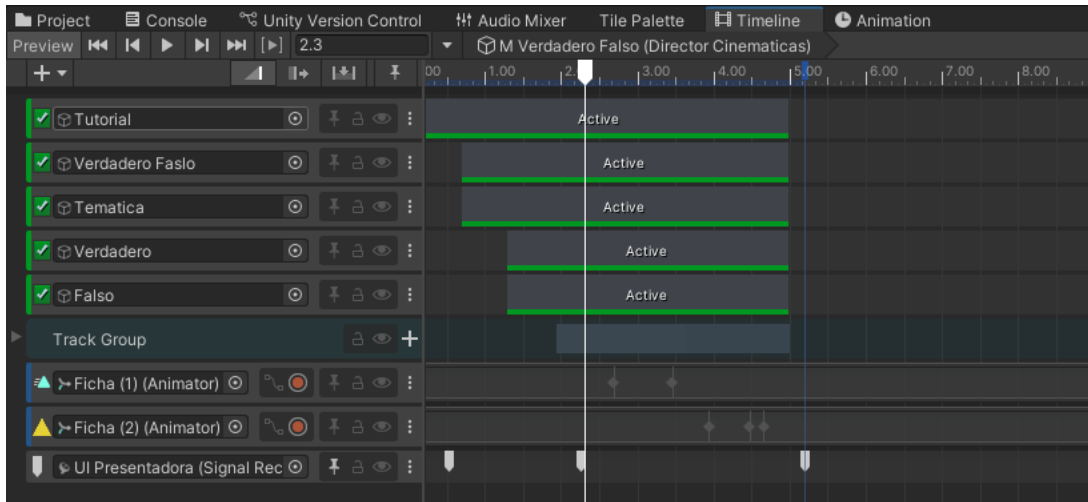 Project Console Unity Version Control Audio Mixer Tile Palette Timeline Animation
Preview 2.3 M Verdadero Falso (Director Cinematicas)
00 1.00 2. 3.00 4.00 5.00 6.00 7.00 8.00
Tutorial Active
Verdadero Faslo Active
Tematica Active
Verdadero Active
Falso Active
Track Group
Ficha (1) (Animator)
Ficha (2) (Animator)
UI Presentadora (Signal Rec